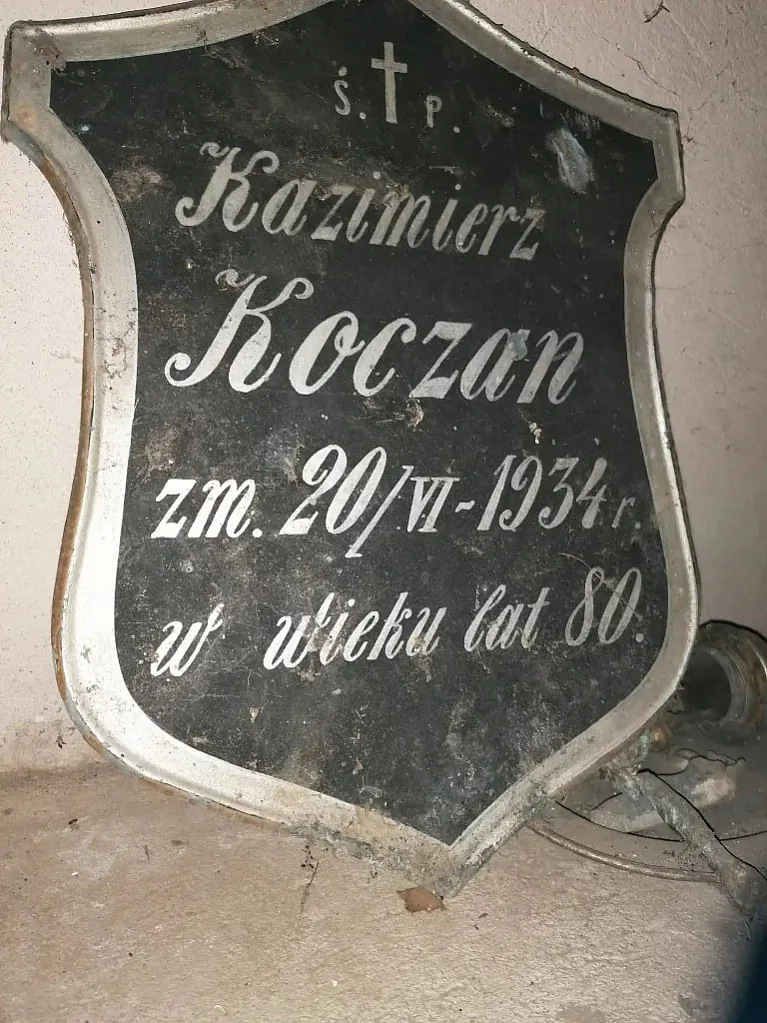 Ś. P.
Kazimierz
Koczan
zm. 20/VI-1934 r.
w wieku lat 80.